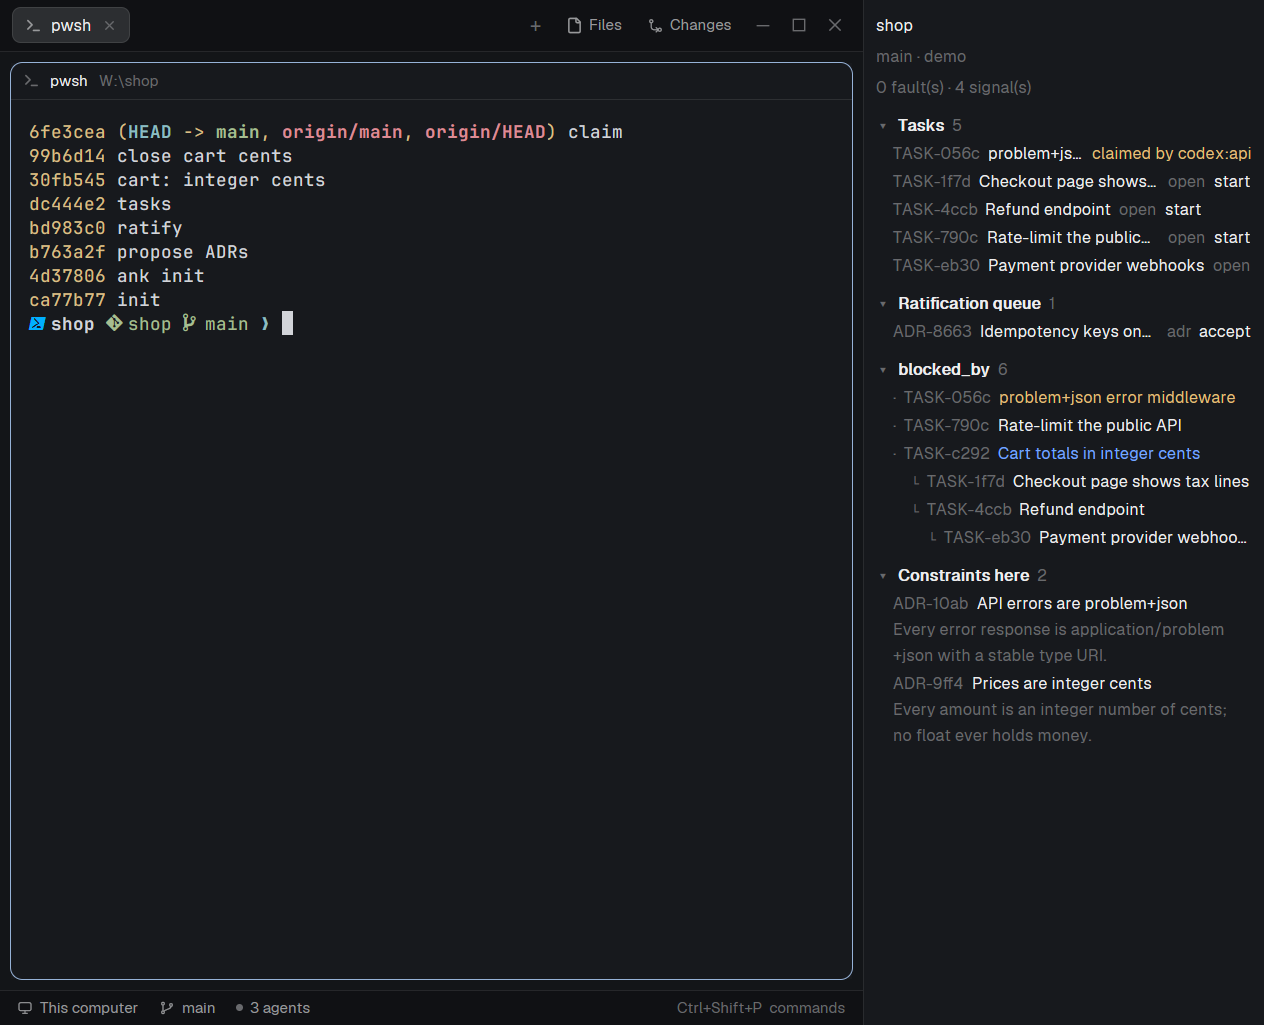 pwsh
Files
Changes
pwsh W:\shop
6fe3cea (HEAD -> main, origin/main, origin/HEAD) claim
99b6d14 close cart cents
30fb545 cart: integer cents
dc444e2 tasks
bd983c0 ratify
b763a2f propose ADRs
4d37806 ank init
ca77b77 init
shop shop main ❯
This computer
main
3 agents
Ctrl+Shift+P commands
shop
main · demo
0 fault(s) · 4 signal(s)
Tasks 5
TASK-056c problem+js... claimed by codex:api
TASK-1f7d Checkout page shows... open start
TASK-4ccb Refund endpoint open start
TASK-790c Rate-limit the public... open start
TASK-eb30 Payment provider webhooks open
Ratification queue 1
ADR-8663 Idempotency keys on... adr accept
blocked_by 6
· TASK-056c problem+json error middleware
· TASK-790c Rate-limit the public API
· TASK-c292 Cart totals in integer cents
└ TASK-1f7d Checkout page shows tax lines
└ TASK-4ccb Refund endpoint
└ TASK-eb30 Payment provider webhoo...
Constraints here 2
ADR-10ab API errors are problem+json
Every error response is application/problem
+json with a stable type URI.
ADR-9ff4 Prices are integer cents
Every amount is an integer number of cents;
no float ever holds money.